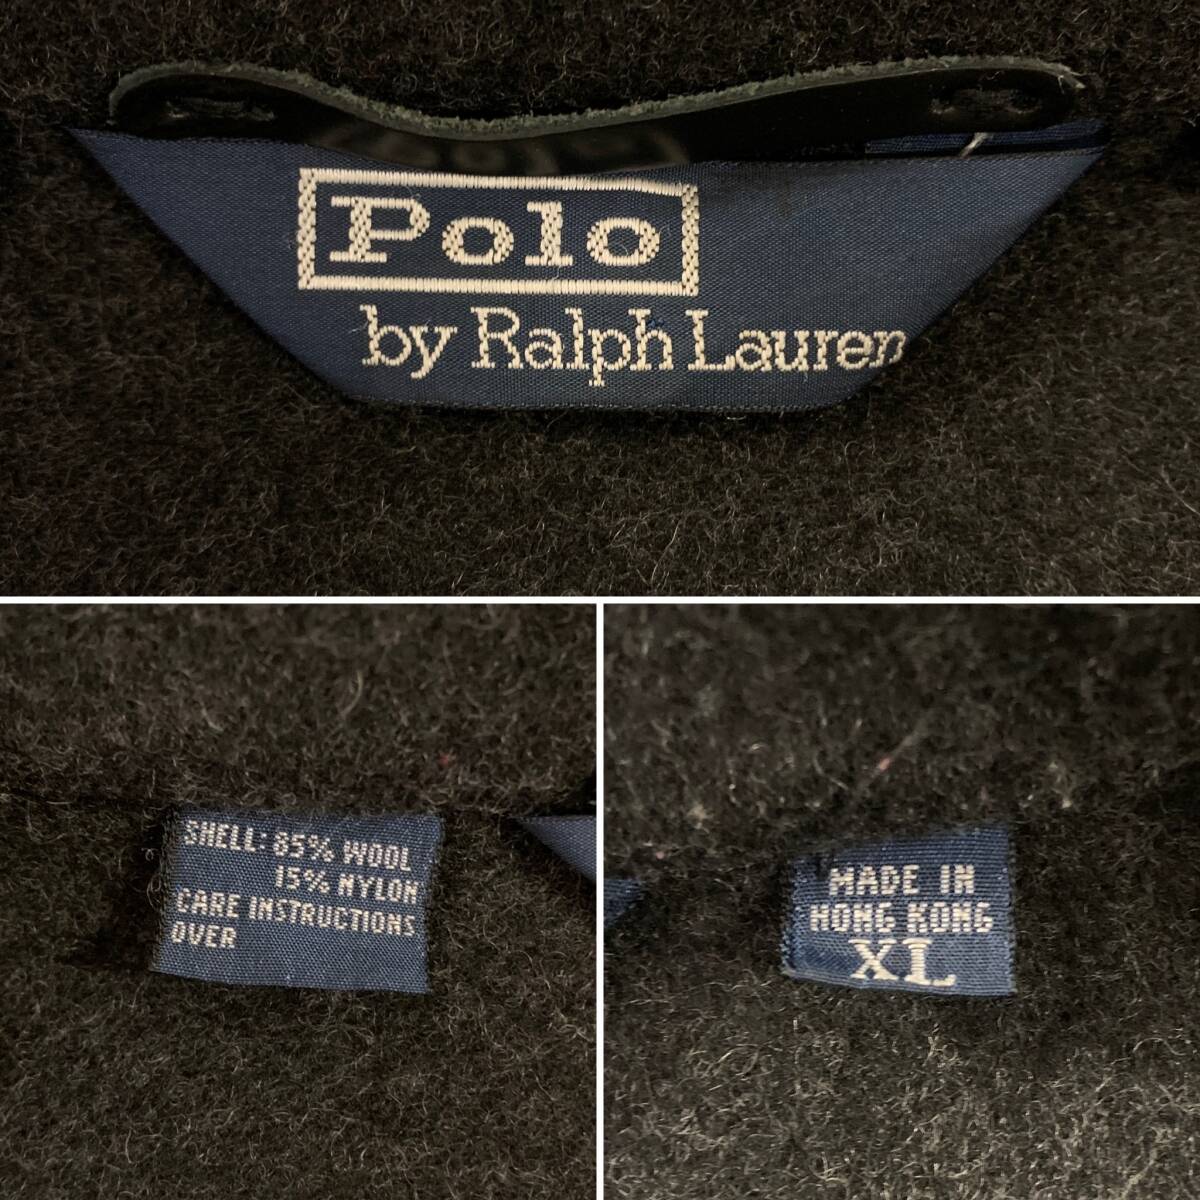 Polo
by Ralph Lauren
SHELL: 85% WOOL
15% NYLON
CARE INSTRUCTIONS
OVER
MADE IN
HONG KONG
XL